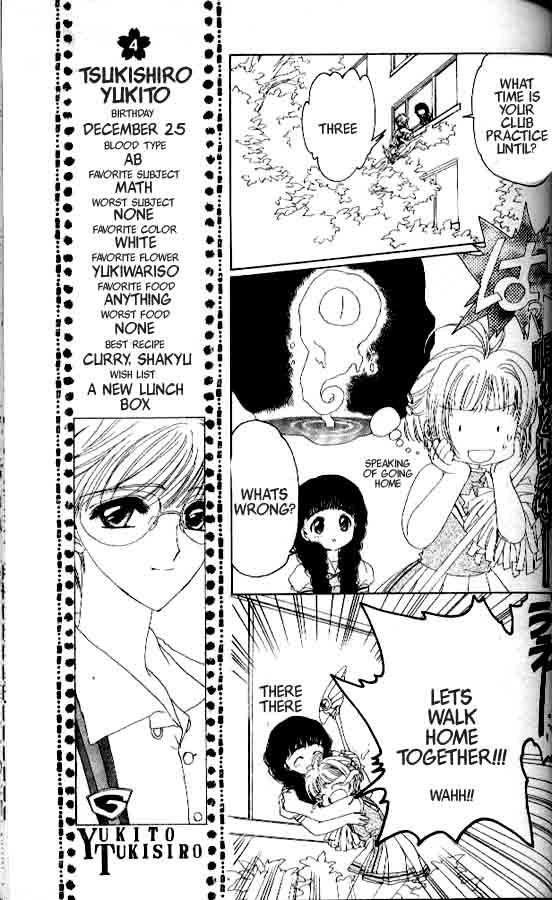 4
TSUKISHIRO
YUKITO
BIRTHDAY
DECEMBER 25
BLOOD TYPE
AB
FAVORITE SUBJECT
MATH
WORST SUBJECT
NONE
FAVORITE COLOR
WHITE
FAVORITE FLOWER
YUKIWARISO
FAVORITE FOOD
ANYTHING
WORST FOOD
NONE
BEST RECIPE
CURRY, SHAKYU
WISH LIST
A NEW LUNCH
BOX
YUKITO
TUKISIRO
WHAT
TIME IS
YOUR
CLUB
PRACTICE
UNTIL?
THREE
は
SPEAKING
OF GOING
HOME
WHATS
WRONG?
LETS
WALK
HOME
TOGETHER!!!
WAHH!!
THERE
THERE